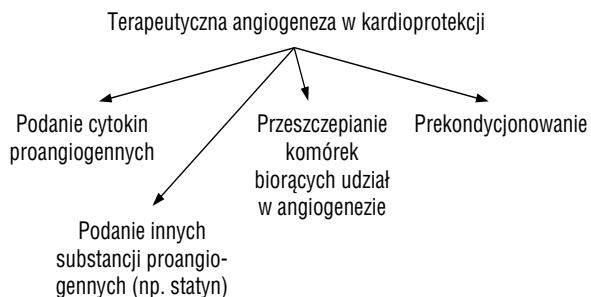 Terapeutyczna angiogeneza w kardioprotekcji
Podanie cytokin
proangiogennych
Przeszczepianie
komórek
biorących udział
w angiogenezie
Prekondycjonowanie
Podanie innych
substancji proangio-
gennych (np. statyn)